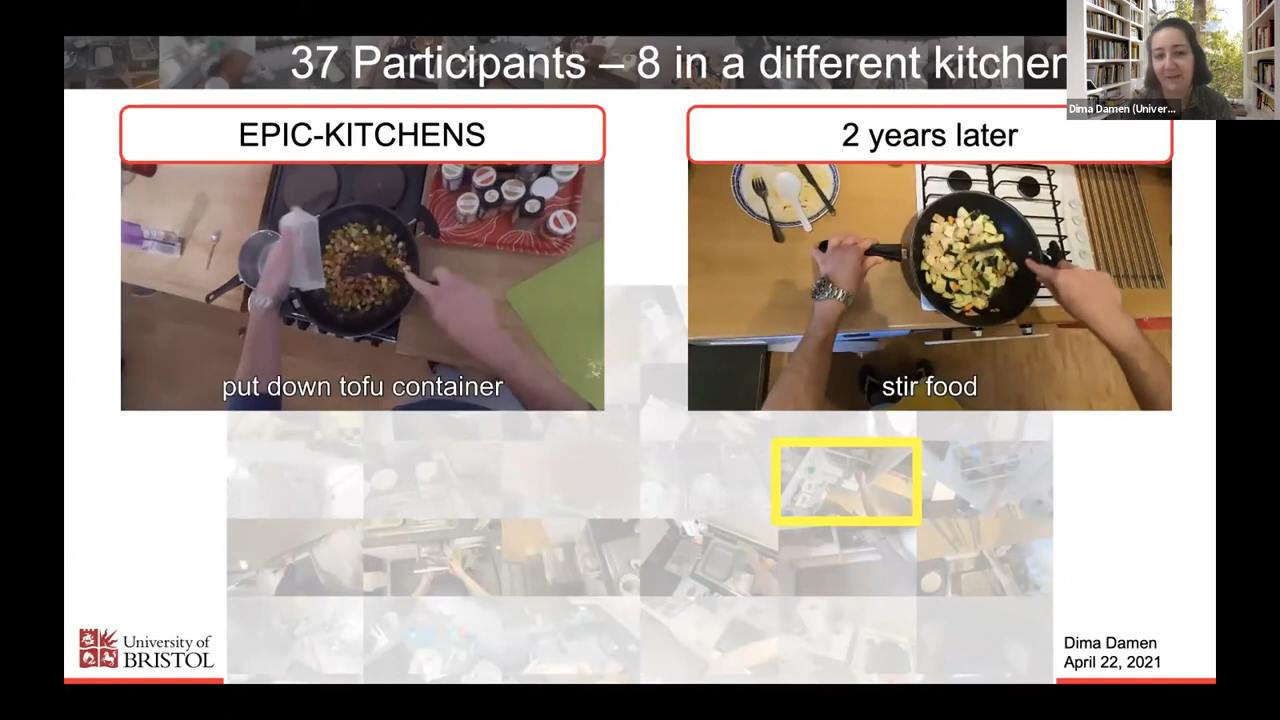 37 Participants – 8 in a different kitchen
Dima Damen (Univer...
EPIC-KITCHENS
2 years later
put down tofu container
stir food
University of
BRISTOL
Dima Damen
April 22, 2021